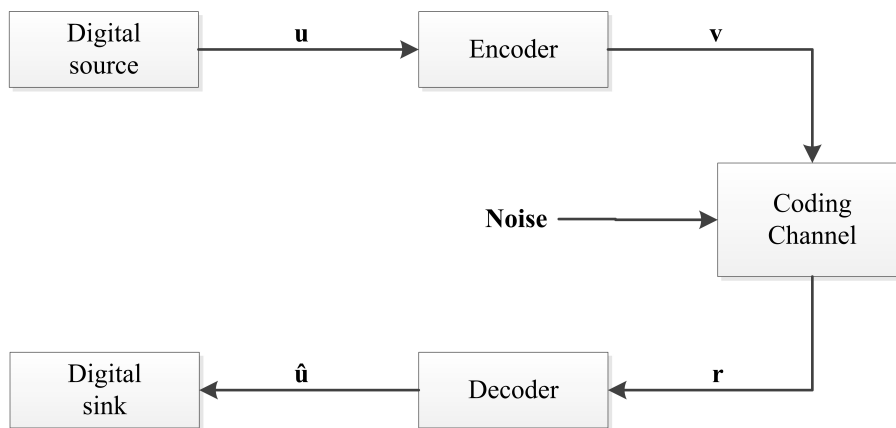 Digital
source
u
Encoder
v
Noise
Coding
Channel
Digital
sink
û
Decoder
r